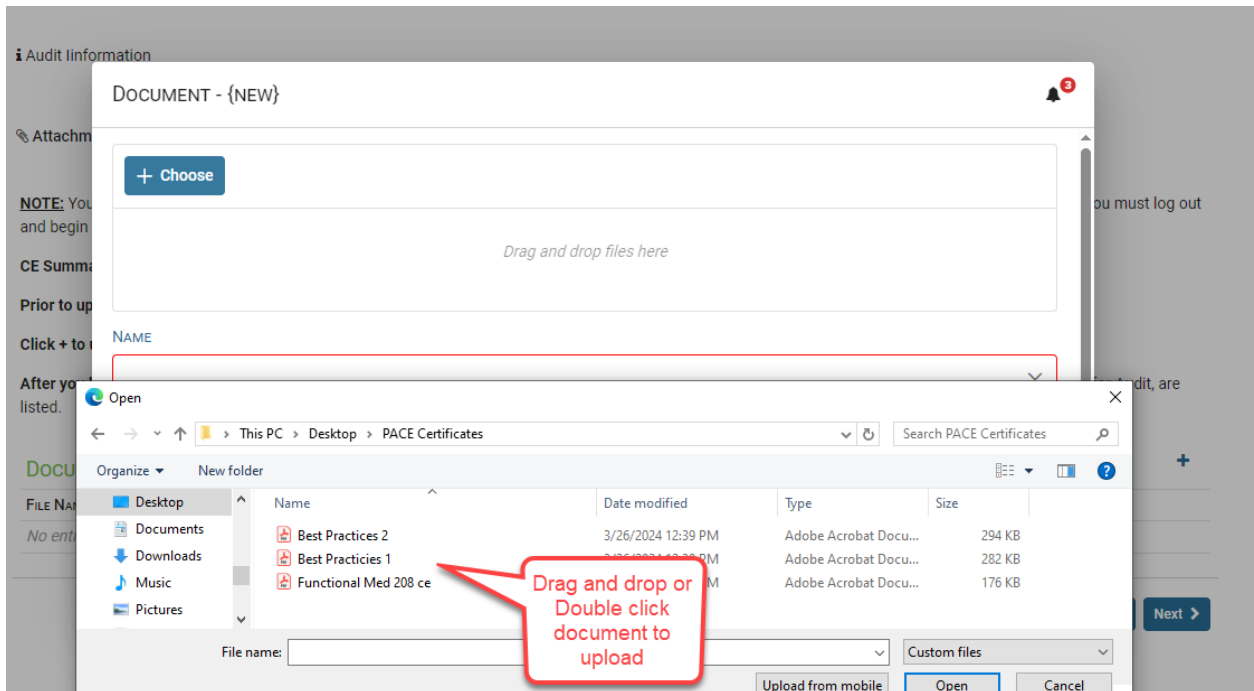 Audit Iinformation
DOCUMENT - {NEW}
3
Attachm
+ Choose
NOTE: You
ou must log out
and begin
Drag and drop files here
CE Summa
Prior to up
NAME
Click + to
After yo
dit, are
listed.
Open
This PC > Desktop > PACE Certificates
Search PACE Certificates
Organize
New folder
DOCU
Desktop
Name
Date modified
Type
Size
FILE NA
Documents
Best Practices 2
3/26/2024 12:39 PM
Adobe Acrobat Docu...
294 KB
No enti
Downloads
Best Practicies 1
Adobe Acrobat Docu...
282 KB
Music
Functional Med 208 ce
M
Adobe Acrobat Docu...
176 KB
Pictures
Drag and drop or
Double click
document to
upload
Next >
File name:
Custom files
Upload from mobile
Open
Cancel